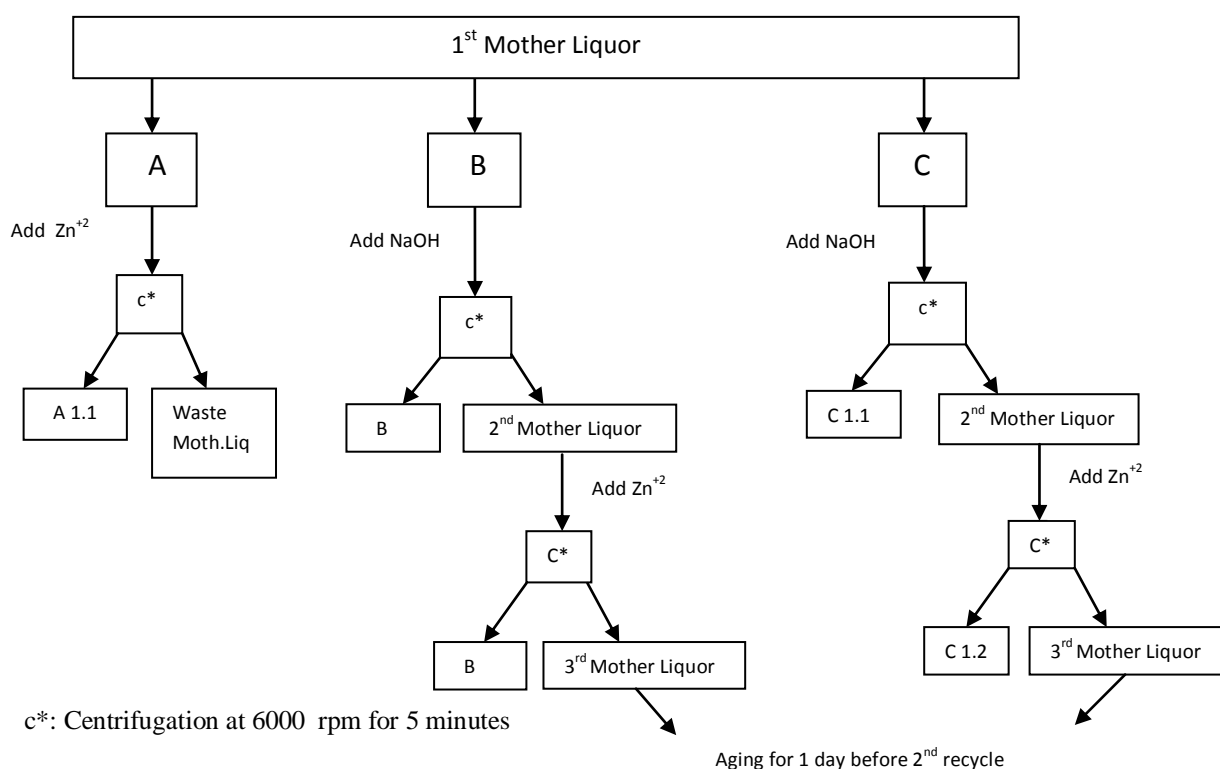 1st Mother Liquor
A
B
C
Add Zn+2
Add NaOH
Add NaOH
c*
c*
c*
A 1.1
Waste
Moth.Liq
B
2nd Mother Liquor
C 1.1
2nd Mother Liquor
Add Zn+2
Add Zn+2
C*
C*
B
3rd Mother Liquor
C 1.2
3rd Mother Liquor
c*: Centrifugation at 6000 rpm for 5 minutes
Aging for 1 day before 2nd recycle